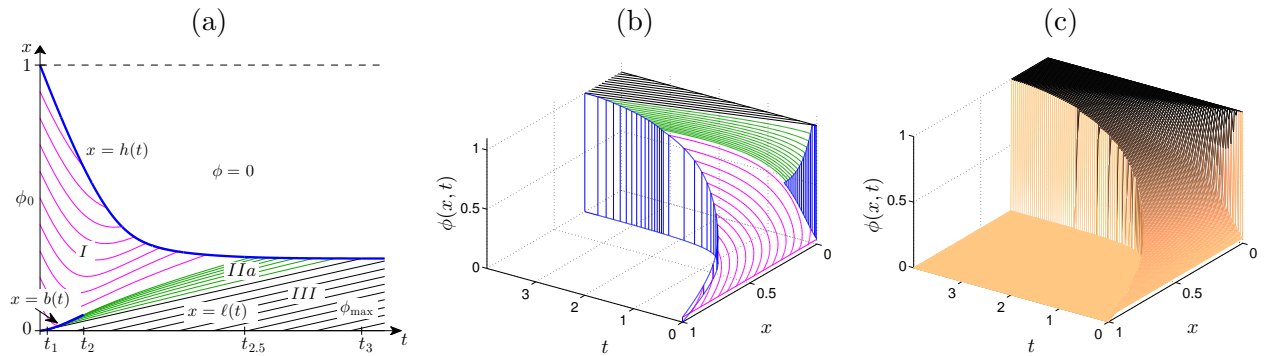 (a)
x
1
x = h(t)
ϕ = 0
ϕ₀
I
IIa
x = b(t)
III
x = ℓ(t)
ϕmax
0
t₁
t₂
t₂.₅
t₃
t
(b)
ϕ(x, t)
1
0.5
0
3
2
1
0
t
1
0.5
0
x
(c)
ϕ(x, t)
1
0.5
0
3
2
1
0
t
1
0.5
0
x